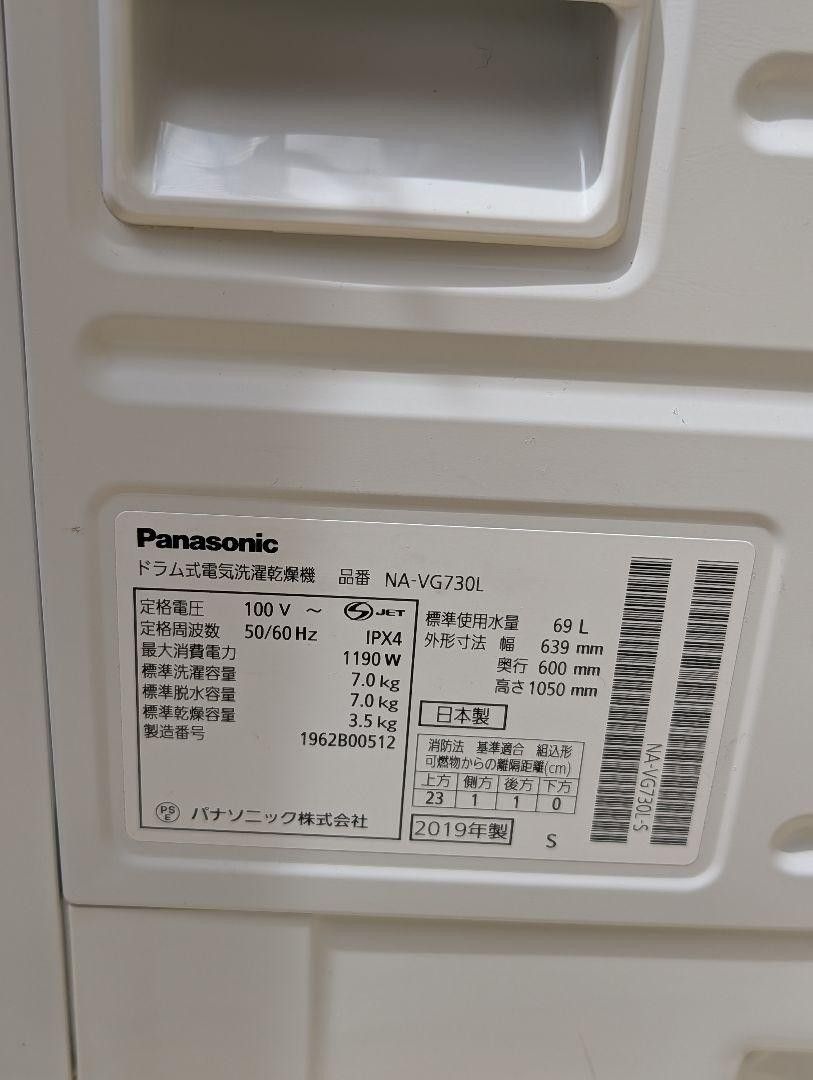 Panasonic
ドラム式電気洗濯乾燥機 品番 NA-VG730L
定格電圧 100 V ～ S JET
定格周波数 50/60 Hz IPX4
最大消費電力 1190 W
標準洗濯容量 7.0 kg
標準脱水容量 7.0 kg
標準乾燥容量 3.5 kg
製造番号 1962B00512
PS E パナソニック株式会社
標準使用水量 69 L
外形寸法 幅 639 mm
奥行 600 mm
高さ 1050 mm
日本製
消防法 基準適合 組込形
可燃物からの離隔距離(cm)
上方 側方 後方 下方
23 1 1 0
2019年製 S
NA-VG730L-S